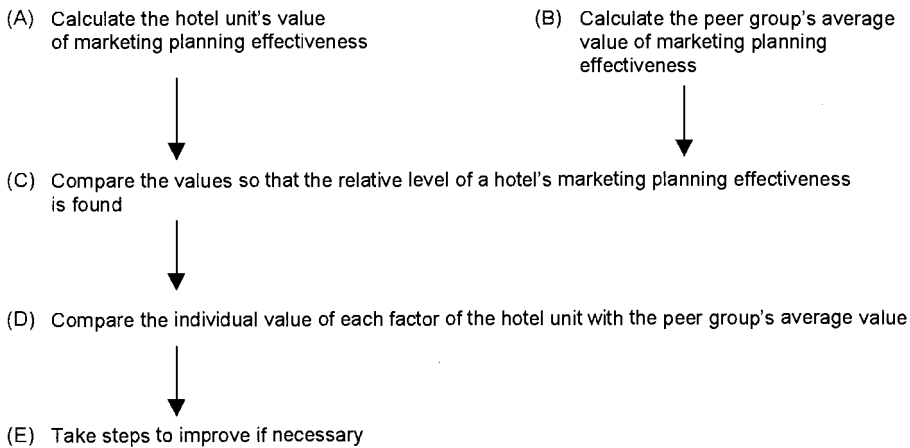 (A) Calculate the hotel unit's value
of marketing planning effectiveness
(B) Calculate the peer group's average
value of marketing planning
effectiveness
(C) Compare the values so that the relative level of a hotel's marketing planning effectiveness
is found
(D) Compare the individual value of each factor of the hotel unit with the peer group's average value
(E) Take steps to improve if necessary